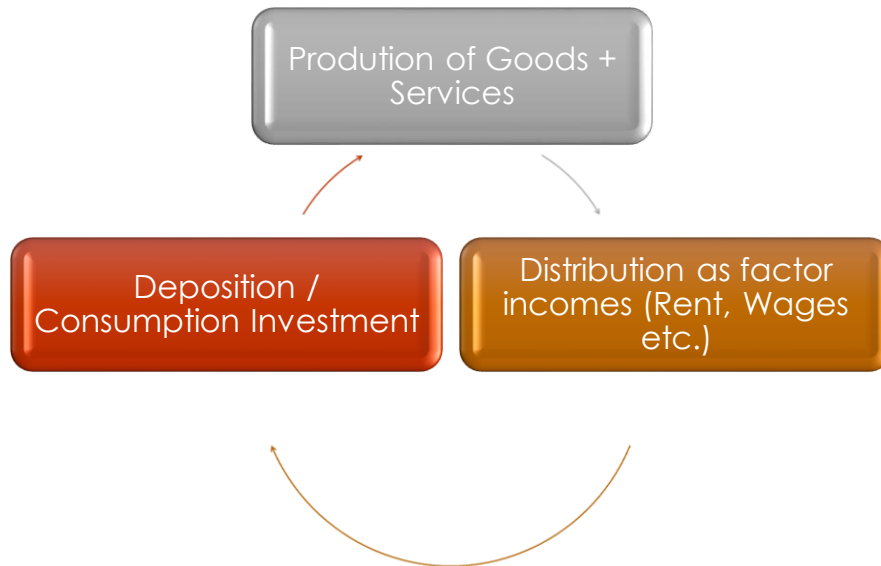 Prodution of Goods +
Services
Deposition /
Consumption Investment
Distribution as factor
incomes (Rent, Wages
etc.)